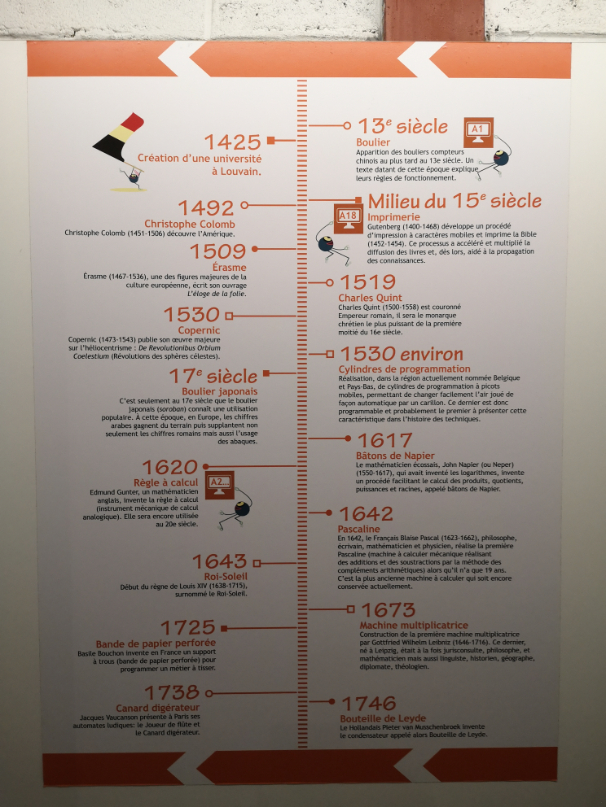 1425
Création d'une université
à Louvain.
13e siècle
Boulier
Apparition des bouliers compteurs
chinois au plus tard au 13e siècle. Un
texte datant de cette époque explique
leurs règles de fonctionnement.
A1
1492
Christophe Colomb
Christophe Colomb (1451-1506) découvre l'Amérique.
Milieu du 15e siècle
Imprimerie
Gutenberg (1400-1468) développe un procédé
d'impression à caractères mobiles et imprime la Bible
(1452-1454). Ce processus a accéléré et multiplié la
diffusion des livres et, dès lors, aidé à la propagation
des connaissances.
A18
1509
Érasme
Érasme (1467-1536), une des figures majeures de la
culture européenne, écrit son ouvrage
L'éloge de la folie.
1519
Charles Quint
Charles Quint (1500-1558) est couronné
Empereur romain, il sera le monarque
chrétien le plus puissant de la première
moitié du 16e siècle.
1530
Copernic
Copernic (1473-1543) publie son œuvre majeure
sur l'héliocentrisme : De Revolutionibus Orbium
Coelestium (Révolutions des sphères célestes).
1530 environ
Cylindres de programmation
Réalisation, dans la région actuellement nommée Belgique
et Pays-Bas, de cylindres de programmation à picots
mobiles, permettant de changer facilement l'air joué de
façon automatique par un carillon. Ce dernier est donc
programmable et probablement le premier à présenter cette
caractéristique dans l'histoire des techniques.
17e siècle
Boulier japonais
C'est seulement au 17e siècle que le boulier
japonais (soroban) connaît une utilisation
populaire. À cette époque, en Europe, les chiffres
arabes gagnent du terrain puis supplantent non
seulement les chiffres romains mais aussi l'usage
des abaques.
1617
Bâtons de Napier
Le mathématicien écossais, John Napier (ou Neper)
(1550-1617), qui avait inventé les logarithmes, invente
un procédé facilitant le calcul des produits, quotients,
puissances et racines, appelé bâtons de Napier.
1620
Règle à calcul
Edmund Gunter, un mathématicien
anglais, invente la règle à calcul
(instrument mécanique de calcul
analogique). Elle sera encore utilisée
au 20e siècle.
A2...
1642
Pascaline
En 1642, le Français Blaise Pascal (1623-1662), philosophe,
écrivain, mathématicien et physicien, réalise la première
Pascaline (machine à calculer mécanique réalisant
des additions et des soustractions par la méthode des
compléments arithmétiques) alors qu'il n'a que 19 ans.
C'est la plus ancienne machine à calculer qui soit encore
conservée actuellement.
1643
Roi-Soleil
Début du règne de Louis XIV (1638-1715),
surnommé le Roi-Soleil.
1673
Machine multiplicatrice
Construction de la première machine multiplicatrice
par Gottfried Wilhelm Leibniz (1646-1716). Ce dernier,
né à Leipzig, était à la fois jurisconsulte, philosophe, et
mathématicien mais aussi linguiste, historien, géographe,
diplomate, théologien.
1725
Bande de papier perforée
Basile Bouchon invente en France un support
à trous (bande de papier perforée) pour
programmer un métier à tisser.
1738
Canard digérateur
Jacques Vaucanson présente à Paris ses
automates ludiques: le Joueur de flûte et
le Canard digérateur.
1746
Bouteille de Leyde
Le Hollandais Pieter van Musschenbroek invente
le condensateur appelé alors Bouteille de Leyde.